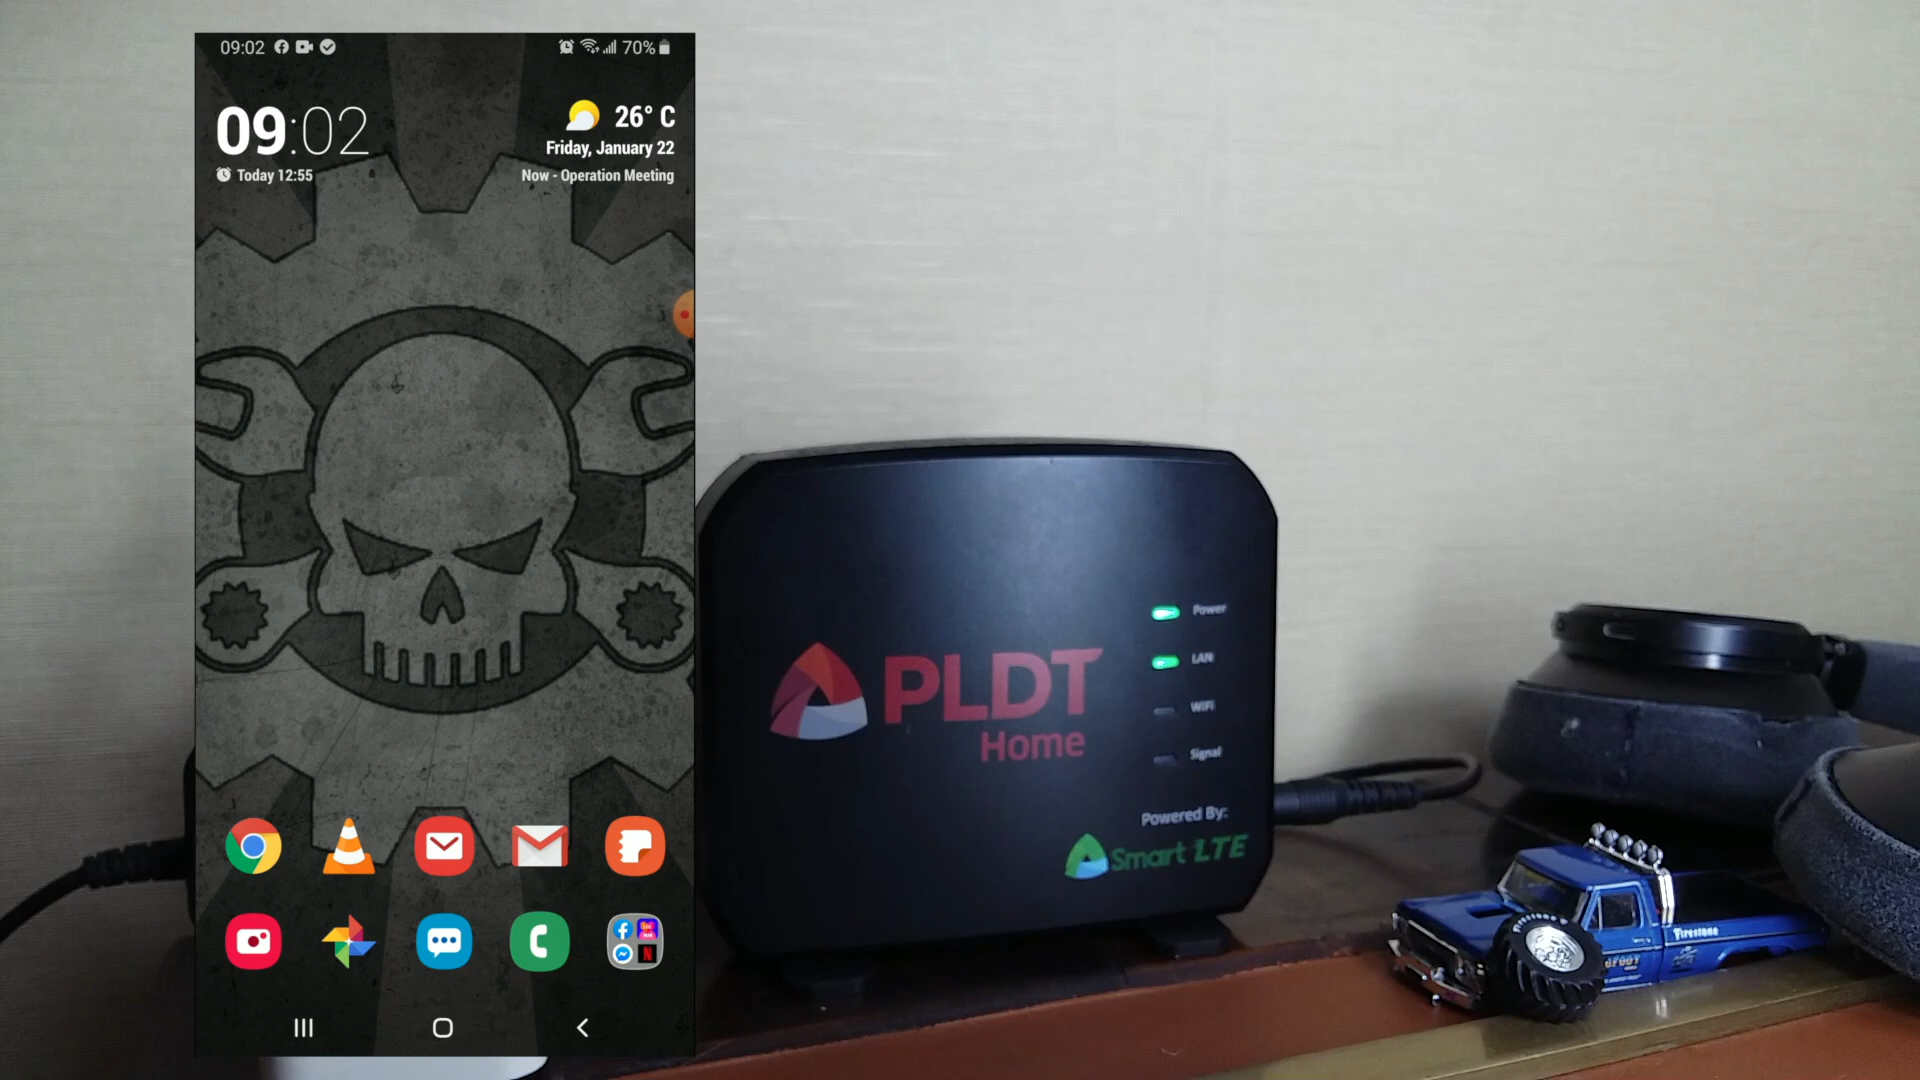 09:02
70%
09:02
26° C
Friday, January 22
Today 12:55
Now - Operation Meeting
Power
LAN
WiFi
Signal
PLDT
Home
Powered By:
Smart LTE
Firestone